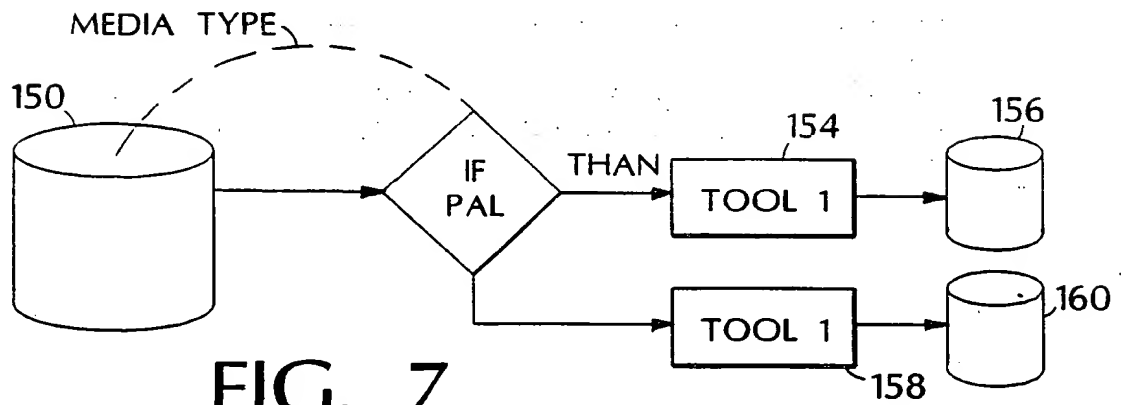 MEDIA TYPE
150
IF
PAL
THAN
154
TOOL 1
156
TOOL 1
158
160
FIG. 7